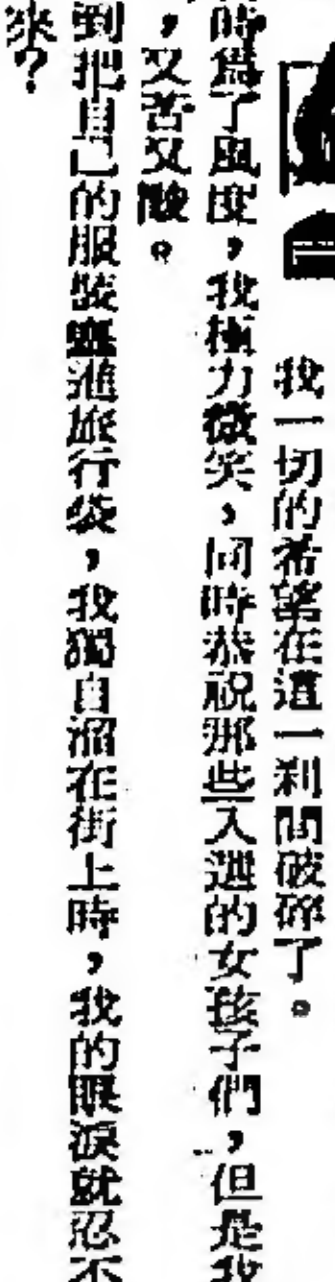 我一切的希望在這一剎間破碎了。
時爲了風度，我極力微笑，同時恭祝那些入選的女孩子們，但是我
，又苦又酸。
到把自己的服裝塞進旅行袋，我獨自溜在街上時，我的眼淚就忍不
來？